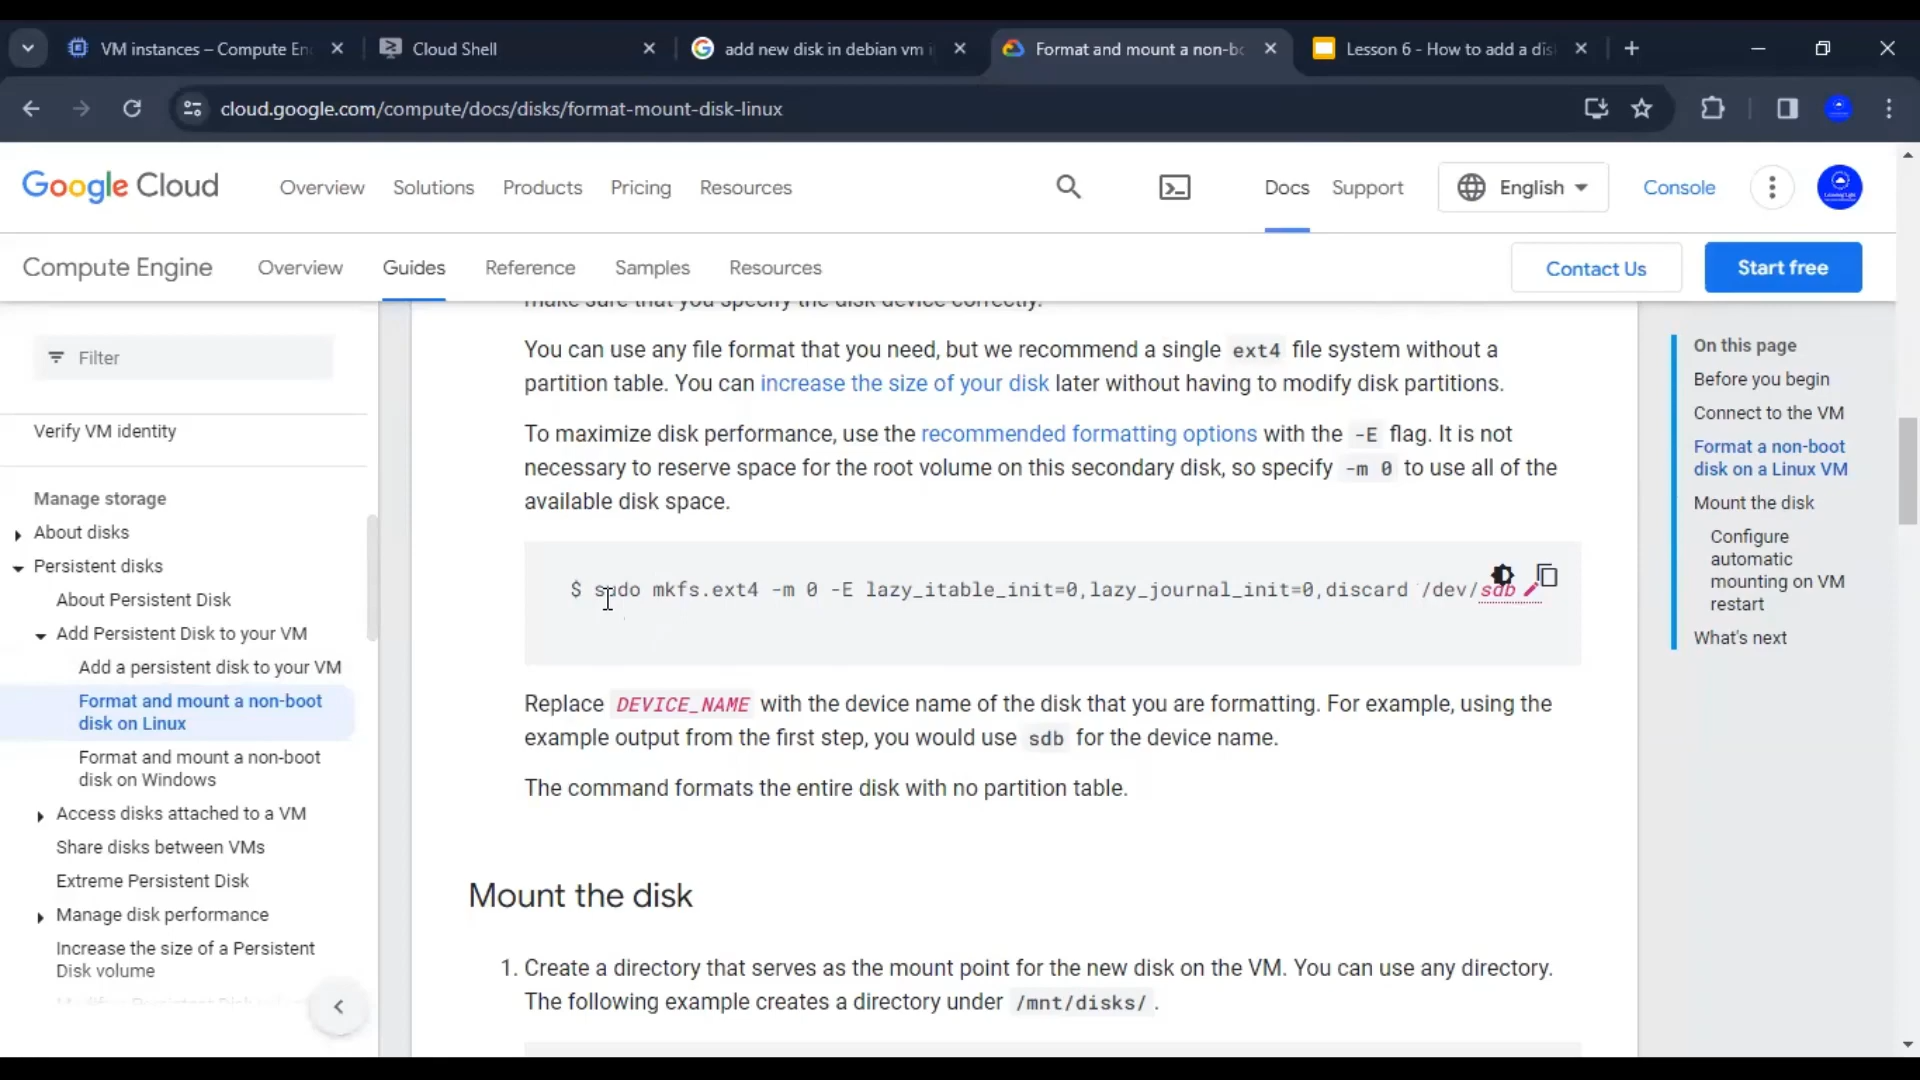 VM instances – Compute En
Cloud Shell
add new disk in debian vm i
Format and mount a non-bo
Lesson 6 - How to add a dis
cloud.google.com/compute/docs/disks/format-mount-disk-linux
Google Cloud
Overview
Solutions
Products
Pricing
Resources
Docs
Support
English
Console
Compute Engine
Overview
Guides
Reference
Samples
Resources
Contact Us
Start free
Filter
Verify VM identity
Manage storage
About disks
Persistent disks
About Persistent Disk
Add Persistent Disk to your VM
Add a persistent disk to your VM
Format and mount a non-boot
disk on Linux
Format and mount a non-boot
disk on Windows
Access disks attached to a VM
Share disks between VMs
Extreme Persistent Disk
Manage disk performance
Increase the size of a Persistent
Disk volume
make sure that you specify the disk device correctly.
You can use any file format that you need, but we recommend a single ext4 file system without a
partition table. You can increase the size of your disk later without having to modify disk partitions.
To maximize disk performance, use the recommended formatting options with the -E flag. It is not
necessary to reserve space for the root volume on this secondary disk, so specify -m 0 to use all of the
available disk space.
$ sudo mkfs.ext4 -m 0 -E lazy_itable_init=0,lazy_journal_init=0,discard /dev/sdb
Replace DEVICE_NAME with the device name of the disk that you are formatting. For example, using the
example output from the first step, you would use sdb for the device name.
The command formats the entire disk with no partition table.
Mount the disk
1. Create a directory that serves as the mount point for the new disk on the VM. You can use any directory.
The following example creates a directory under /mnt/disks/ .
On this page
Before you begin
Connect to the VM
Format a non-boot
disk on a Linux VM
Mount the disk
Configure
automatic
mounting on VM
restart
What's next